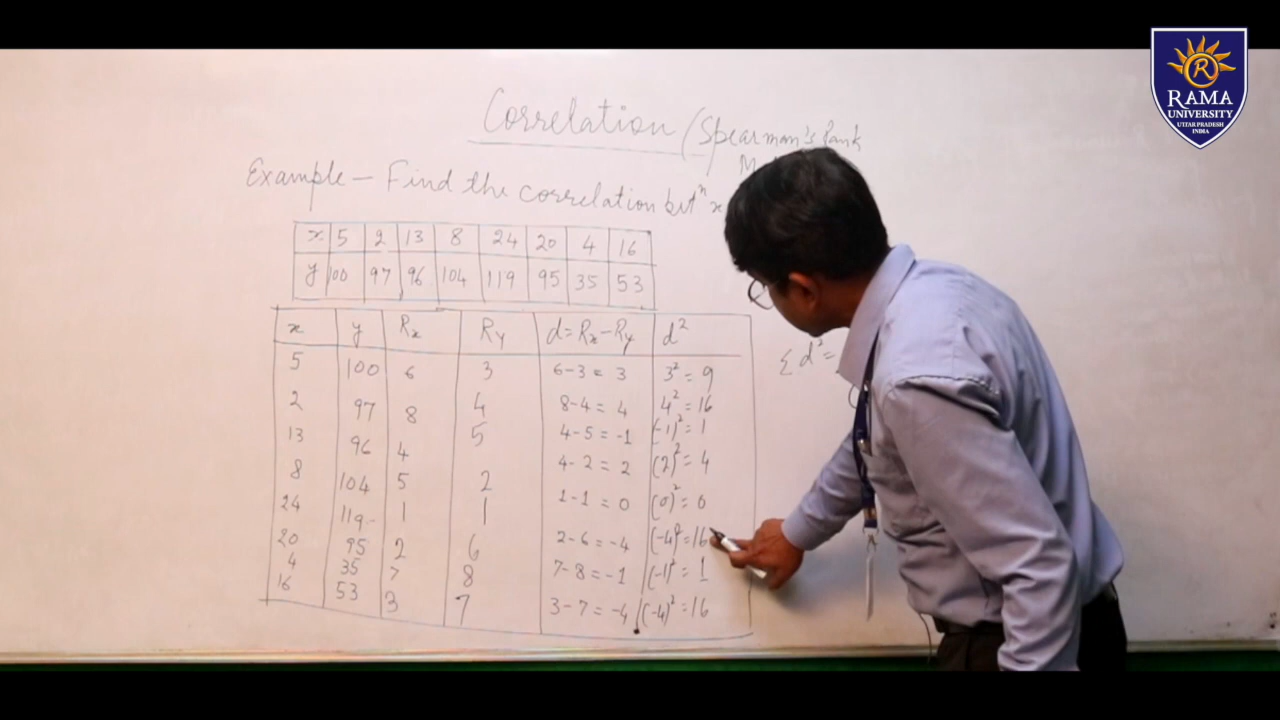 RAMA
UNIVERSITY
UTTAR PRADESH
INDIA
Correlation (Spearman's Rank
Example – Find the correlation betⁿ x
x 5 2 13 8 24 20 4 16
y 100 97 96 104 119 95 35 53
x y Rx Ry d=Rx-Ry d²
5 100 6 3 6-3 = 3 3² = 9
2 97 8 4 8-4 = 4 4² = 16
13 96 4 5 4-5 = -1 (-1)² = 1
8 104 5 2 4-2 = 2 (2)² = 4
24 119 1 1 1-1 = 0 (0)² = 0
20 95 2 6 2-6 = -4 (-4)² = 16
4 35 7 8 7-8 = -1 (-1)² = 1
16 53 3 7 3-7 = -4 (-4)² = 16
Σd² =